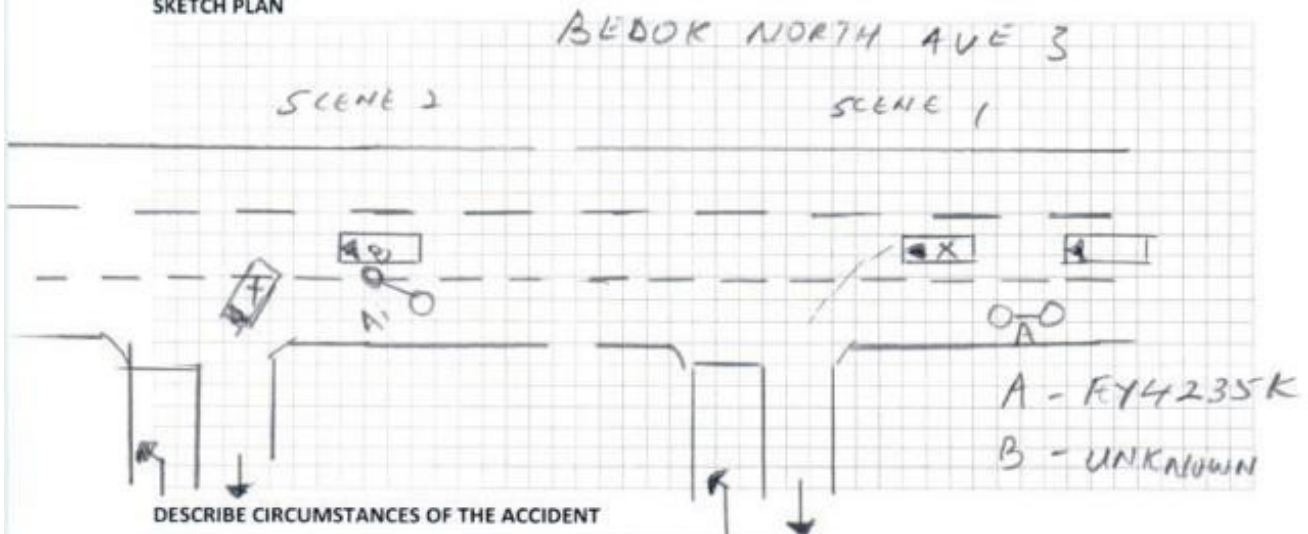 SKETCH PLAN
BEDOK NORTH AVE 3
SCENE 2
SCENE 1
B
X
A
A
A - FY4235K
B - UNKNOWN
DESCRIBE CIRCUMSTANCES OF THE ACCIDENT